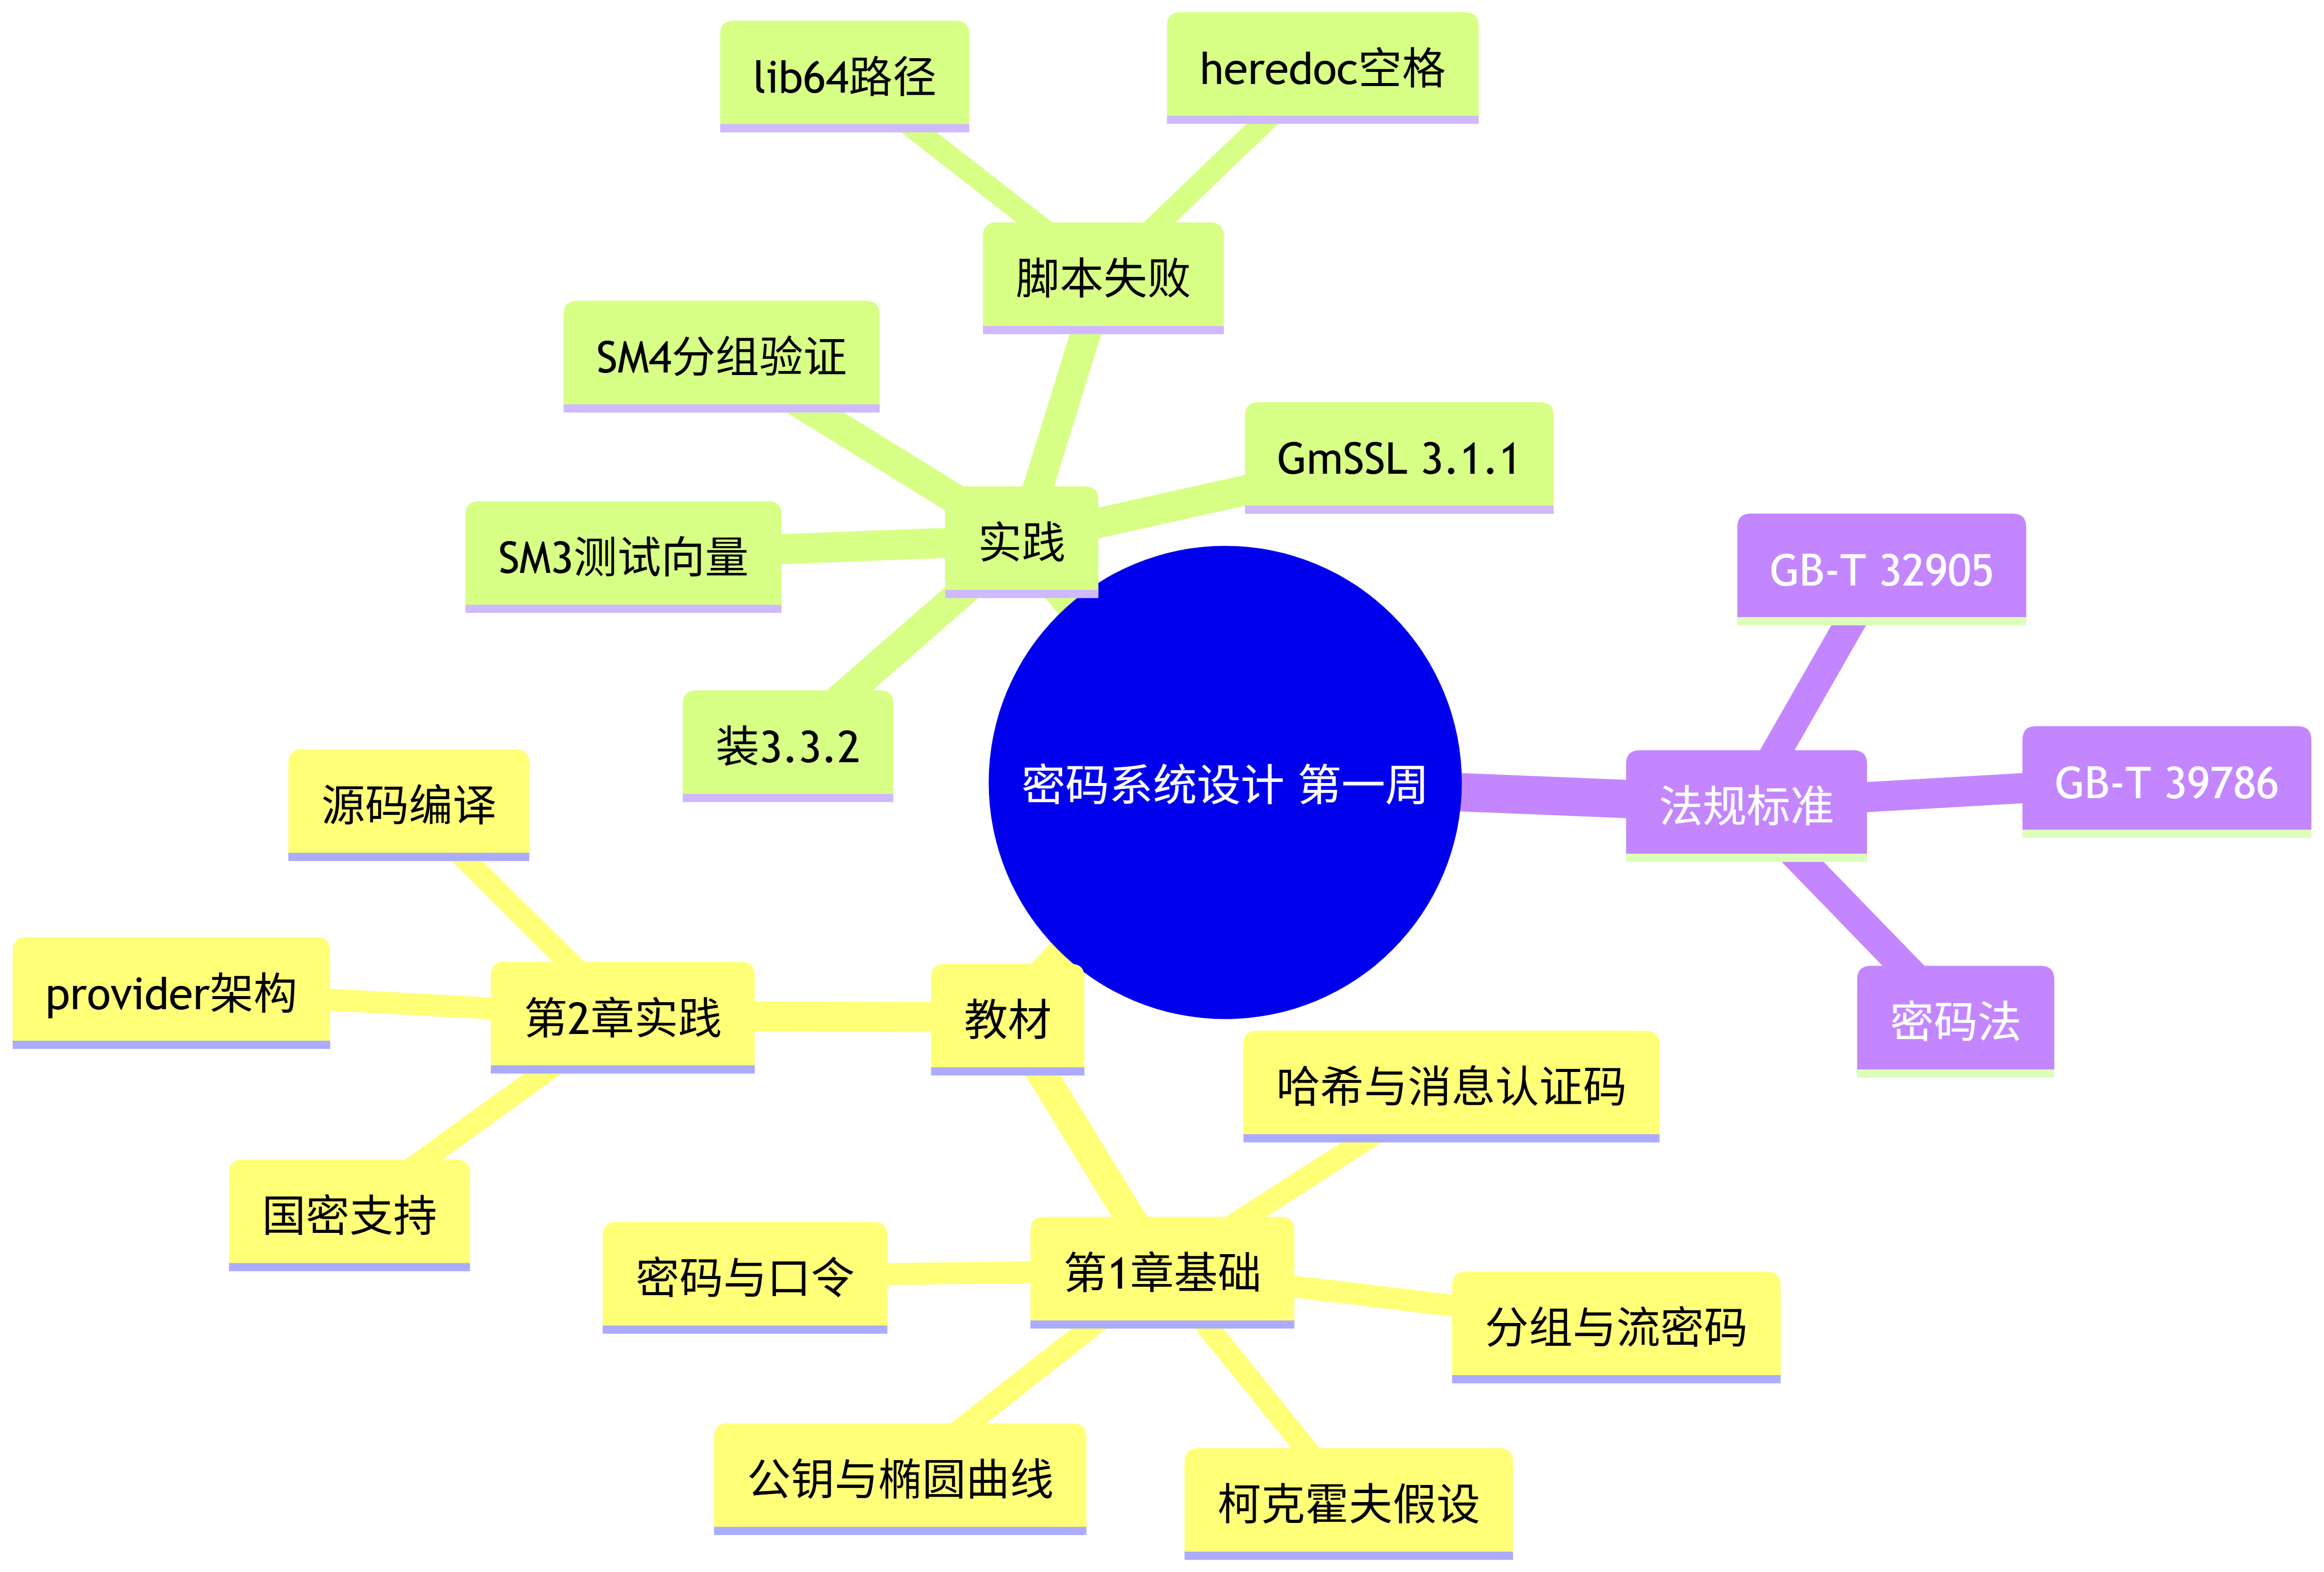 lib64路径
heredoc空格
脚本失败
SM4分组验证
GmSSL 3.1.1
SM3测试向量
实践
装3.3.2
密码系统设计 第一周
GB-T 32905
法规标准
GB-T 39786
密码法
源码编译
provider架构
第2章实践
教材
国密支持
哈希与消息认证码
密码与口令
第1章基础
分组与流密码
公钥与椭圆曲线
柯克霍夫假设